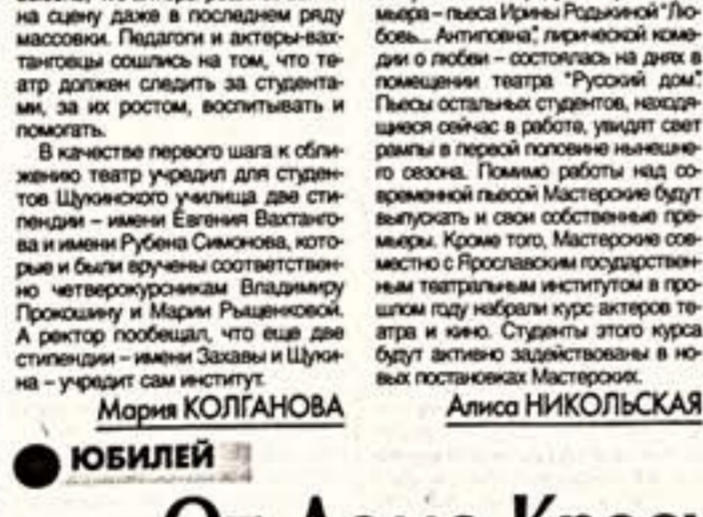 на сцену даже в последнем ряду
массовки. Педагоги и актеры-вах-
танговцы сошлись на том, что те-
атр должен следить за студента-
ми, за их ростом, воспитывать и
помогать.
В качестве первого шага к сбли-
жению театр учредил для студен-
тов Щукинского училища две сти-
пендии – имени Евгения Вахтанго-
ва и имени Рубена Симонова, кото-
рые и были вручены соответствен-
но четверокурсникам Владимиру
Прокошину и Марии Рыщенковой.
А ректор пообещал, что еще две
стипендии – имени Захавы и Щуки-
на – учредит сам институт.
Мария КОЛГАНОВА
мьера – пьеса Ирины Родькиной "Лю-
бовь... Антиповна", лирической коме-
дии о любви – состоялась на днях в
помещении театра "Русский дом".
Пьесы остальных студентов, находя-
щиеся сейчас в работе, увидят свет
рампы в первой половине нынешне-
го сезона. Помимо работы над со-
временной пьесой Мастерские будут
выпускать и свои собственные пре-
мьеры. Кроме того, Мастерские сов-
местно с Ярославским государствен-
ным театральным институтом в про-
шлом году набрали курс актеров те-
атра и кино. Студенты этого курса
будут активно задействованы в но-
вых постановках Мастерских.
Алиса НИКОЛЬСКАЯ
ЮБИЛЕЙ